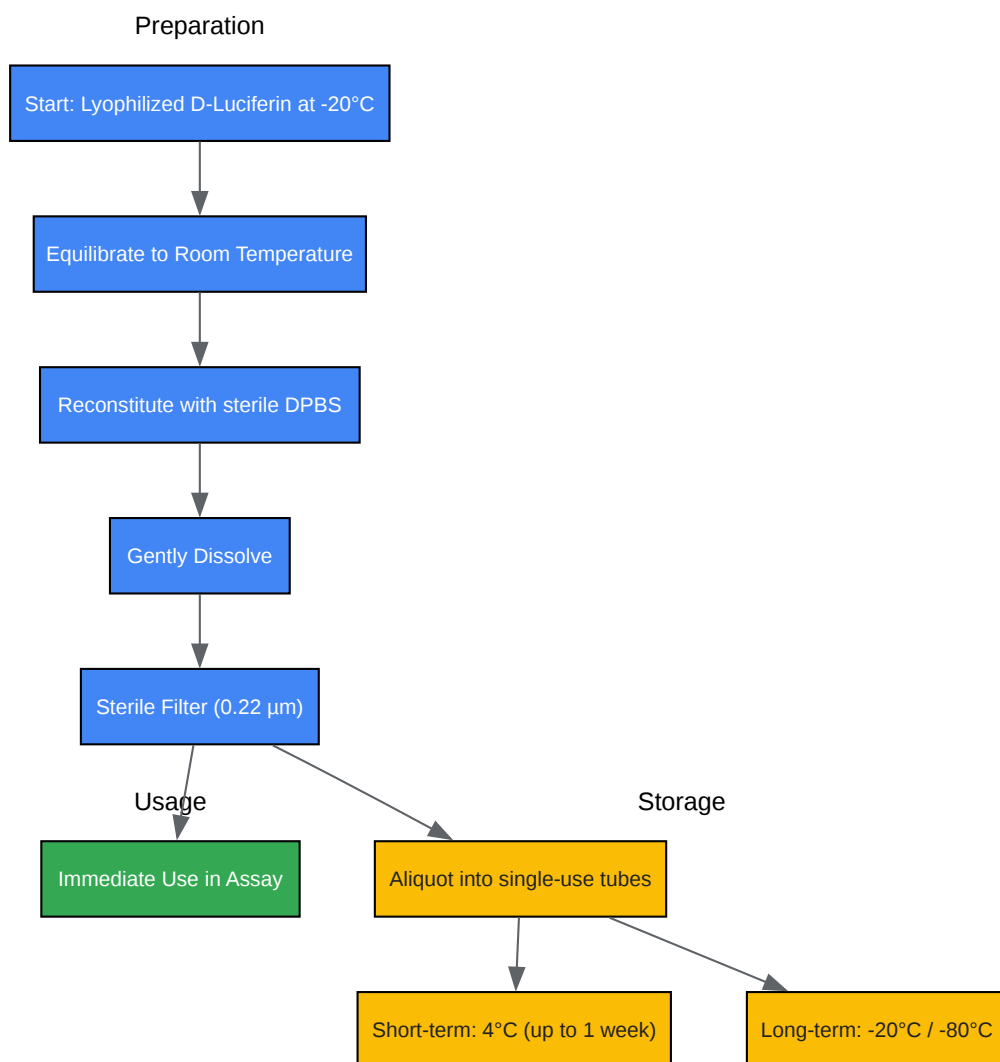 Preparation
Start: Lyophilized D-Luciferin at -20°C
Equilibrate to Room Temperature
Reconstitute with sterile DPBS
Gently Dissolve
Sterile Filter (0.22 µm)
Usage
Storage
Immediate Use in Assay
Aliquot into single-use tubes
Short-term: 4°C (up to 1 week)
Long-term: -20°C / -80°C